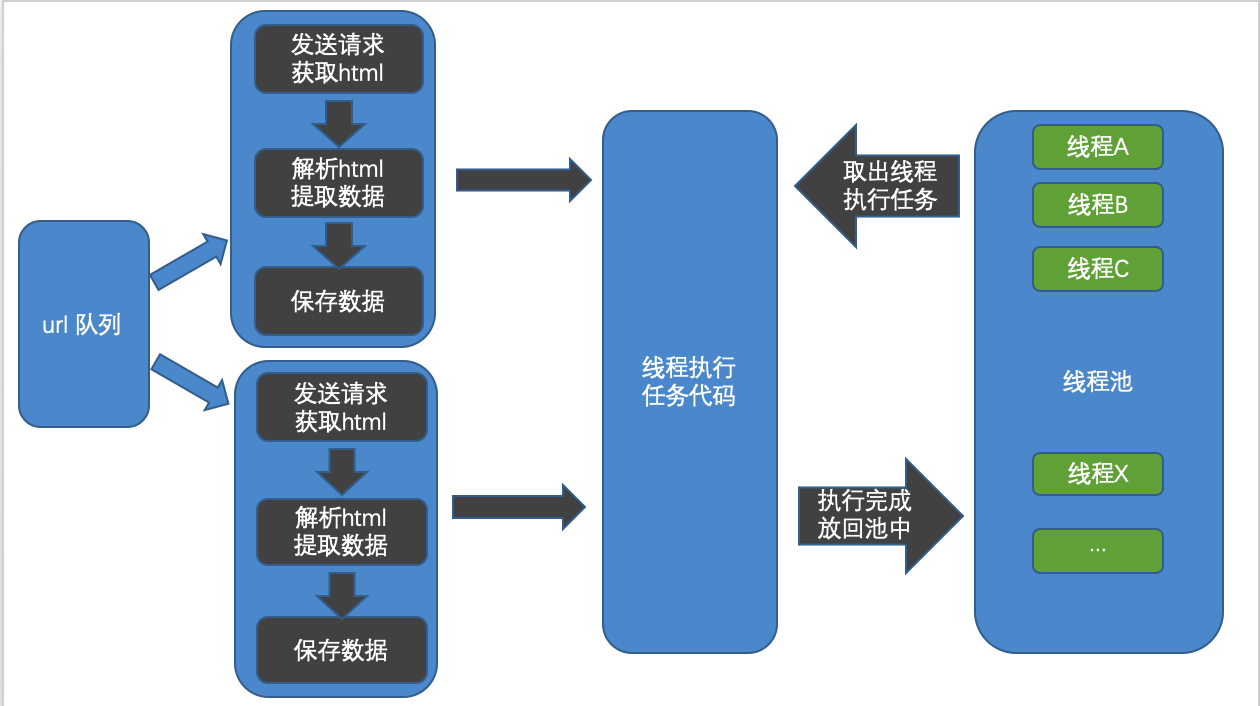 url 队列
发送请求
获取html
解析html
提取数据
保存数据
发送请求
获取html
解析html
提取数据
保存数据
线程执行
任务代码
取出线程
执行任务
执行完成
放回池中
线程A
线程B
线程C
线程池
线程X
...